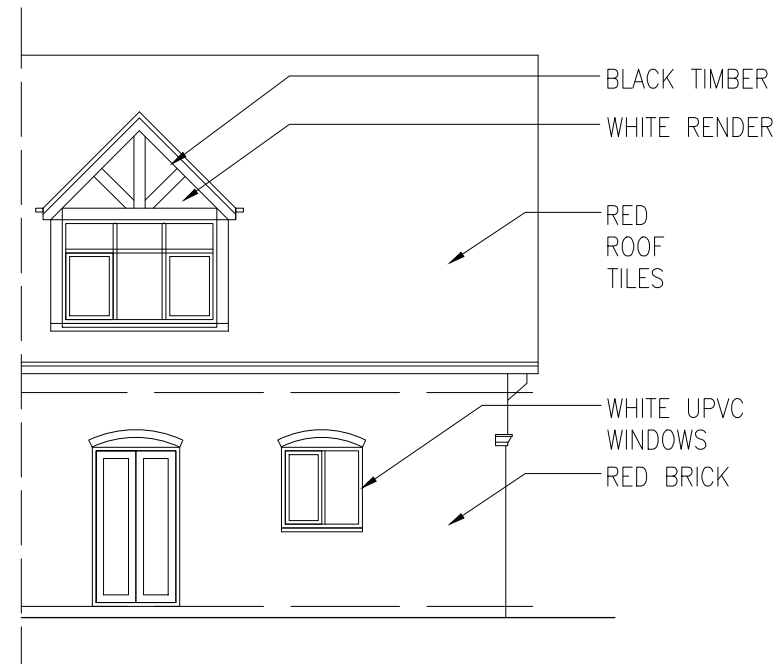 BLACK TIMBER
WHITE RENDER
RED
ROOF
TILES
WHITE UPVC
WINDOWS
RED BRICK